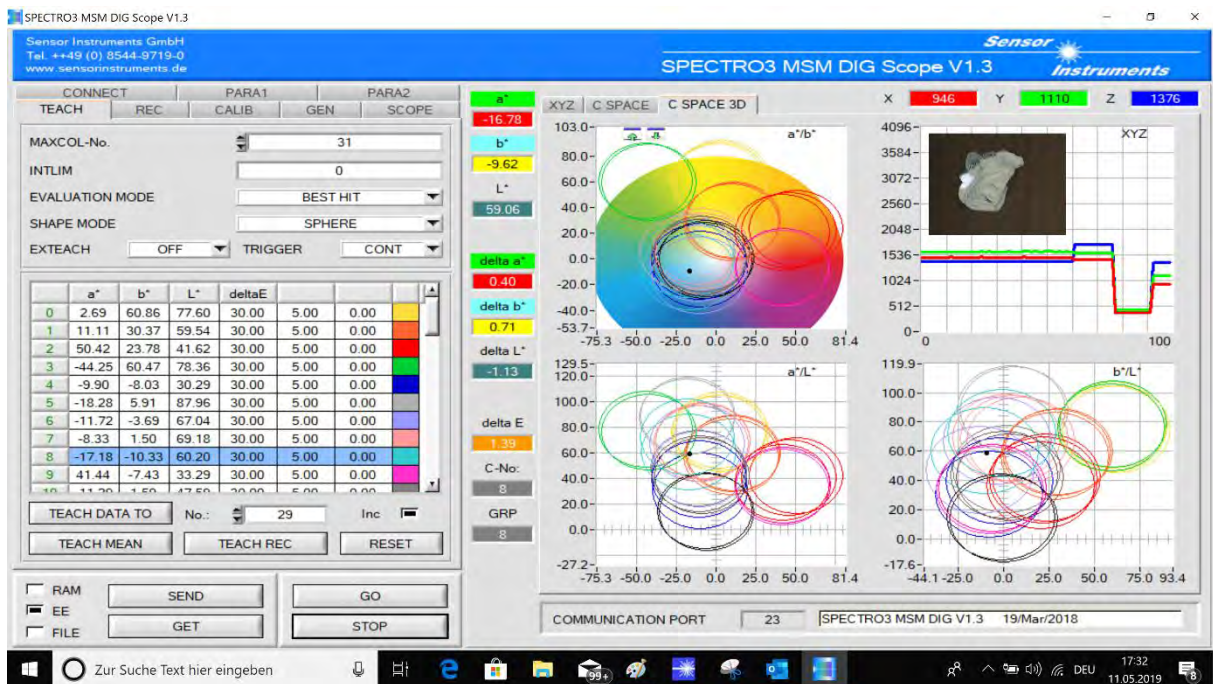 SPECTRO3 MSM DIG Scope V1.3
Sensor Instruments GmbH
Tel. ++49 (0) 8544-9719-0
www.sensorinstruments.de
Sensor
Instruments
SPECTRO3 MSM DIG Scope V1.3
CONNECT PARA1 PARA2
TEACH REC CALIB GEN SCOPE
MAXCOL-No. 31
INTLIM 0
EVALUATION MODE BEST HIT
SHAPE MODE SPHERE
EXTEACH OFF TRIGGER CONT
a* b* L* deltaE
0 2.69 60.86 77.60 30.00 5.00 0.00
1 11.11 30.37 59.54 30.00 5.00 0.00
2 50.42 23.78 41.62 30.00 5.00 0.00
3 -44.25 60.47 78.36 30.00 5.00 0.00
4 -9.90 -8.03 30.29 30.00 5.00 0.00
5 -18.28 5.91 87.96 30.00 5.00 0.00
6 -11.72 -3.69 67.04 30.00 5.00 0.00
7 -8.33 1.50 69.18 30.00 5.00 0.00
8 -17.18 -10.33 60.20 30.00 5.00 0.00
9 41.44 -7.43 33.29 30.00 5.00 0.00
TEACH DATA TO No.: 29 Inc
TEACH MEAN TEACH REC RESET
RAM
EE
FILE
SEND GO
GET STOP
a*
-16.78
b*
-9.62
L*
59.06
delta a*
0.40
delta b*
0.71
delta L*
-1.13
delta E
1.39
C-No:
8
GRP
8
XYZ C SPACE C SPACE 3D
X 946 Y 1110 Z 1376
a*/b*
103.0-
80.0-
60.0-
40.0-
20.0-
0.0-
-20.0-
-40.0-
-53.7-
-75.3 -50.0 -25.0 0.0 25.0 50.0 81.4
XYZ
4096-
3584-
3072-
2560-
2048-
1536-
1024-
512-
0-
0 100
a*/L*
129.5-
120.0-
100.0-
80.0-
60.0-
40.0-
20.0-
0.0-
-27.2-
-75.3 -50.0 -25.0 0.0 25.0 50.0 81.4
b*/L*
119.9-
100.0-
80.0-
60.0-
40.0-
20.0-
0.0-
-17.6-
-44.1 -25.0 0.0 25.0 50.0 75.0 93.4
COMMUNICATION PORT 23 SPECTRO3 MSM DIG V1.3 19/Mar/2018
Zur Suche Text hier eingeben
99+
DEU
17:32
11.05.2019
8